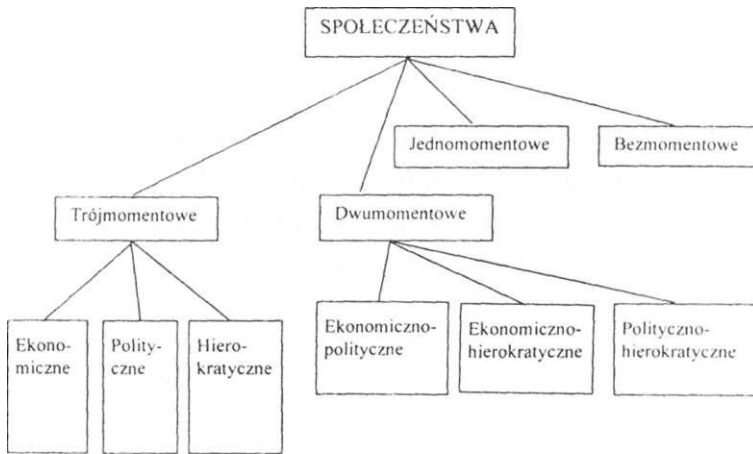 SPOŁECZEŃSTWA
Jednomomentowe
Bezmomentowe
Trójmomentowe
Dwumomentowe
Ekono-
miczne
Polity-
czne
Hiero-
kratyczne
Ekonomiczno-
polityczne
Ekonomiczno-
hierokratyczne
Polityczno-
hierokratyczne